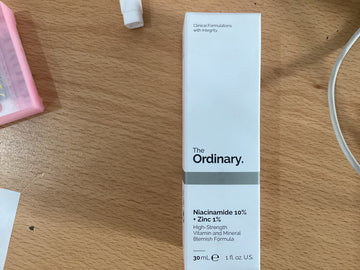 Clinical Formulations
with Integrity.
The
Ordinary.
Niacinamide 10%
+ Zinc 1%
High-Strength
Vitamin and Mineral
Blemish Formula
30 mL ℮ 1 fl. oz. U.S.